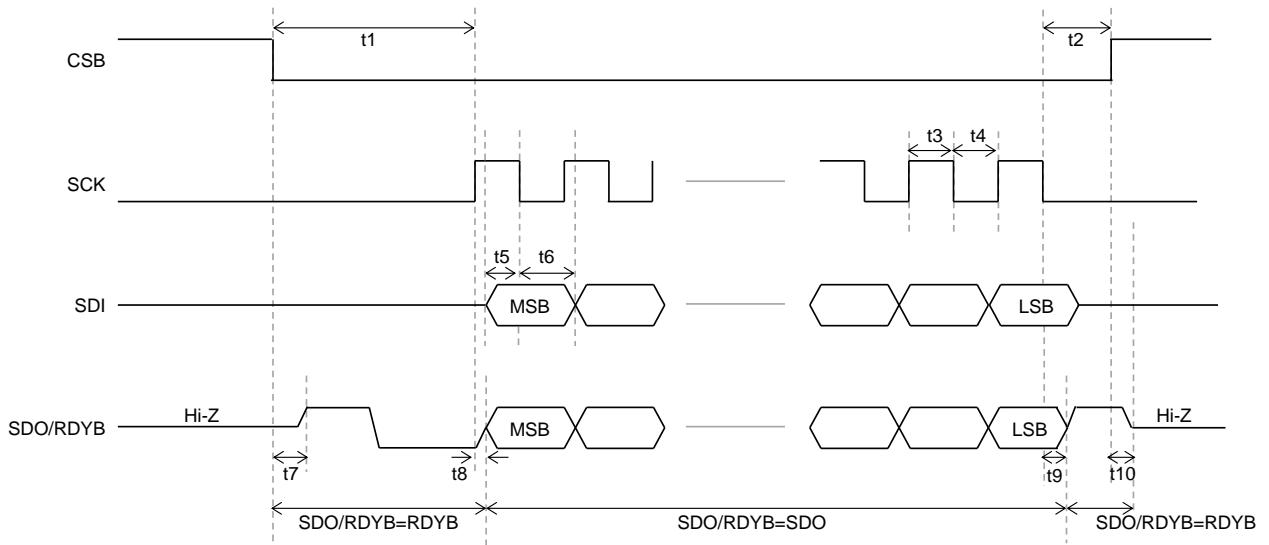 t1
t2
CSB
t3
t4
SCK
t5
t6
SDI
MSB
LSB
SDO/RDYB
Hi-Z
MSB
LSB
Hi-Z
t7
t8
t9
t10
SDO/RDYB=RDYB
SDO/RDYB=SDO
SDO/RDYB=RDYB